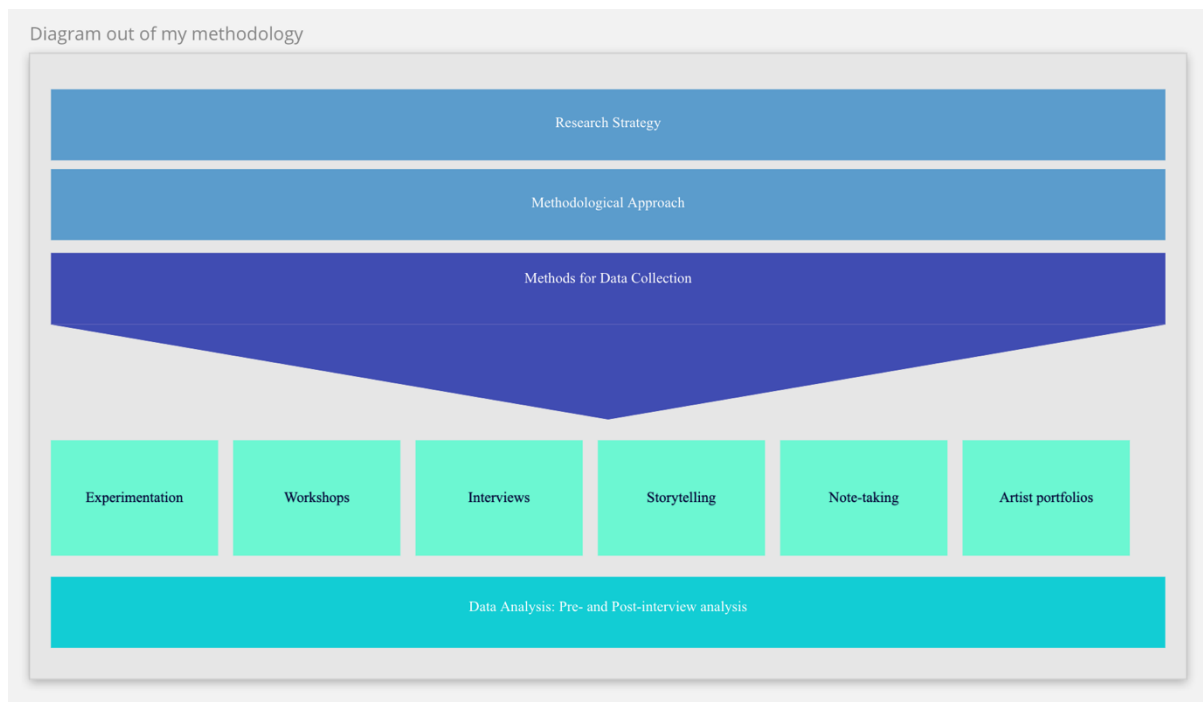 Diagram out of my methodology
Research Strategy
Methodological Approach
Methods for Data Collection
Experimentation
Workshops
Interviews
Storytelling
Note-taking
Artist portfolios
Data Analysis: Pre- and Post-interview analysis